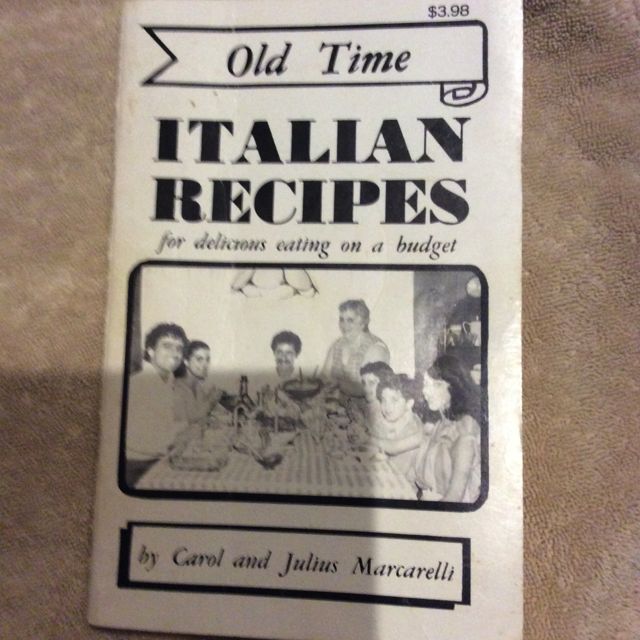 $3.98
Old Time
ITALIAN
RECIPES
for delicious eating on a budget
by Carol and Julius Marcarelli